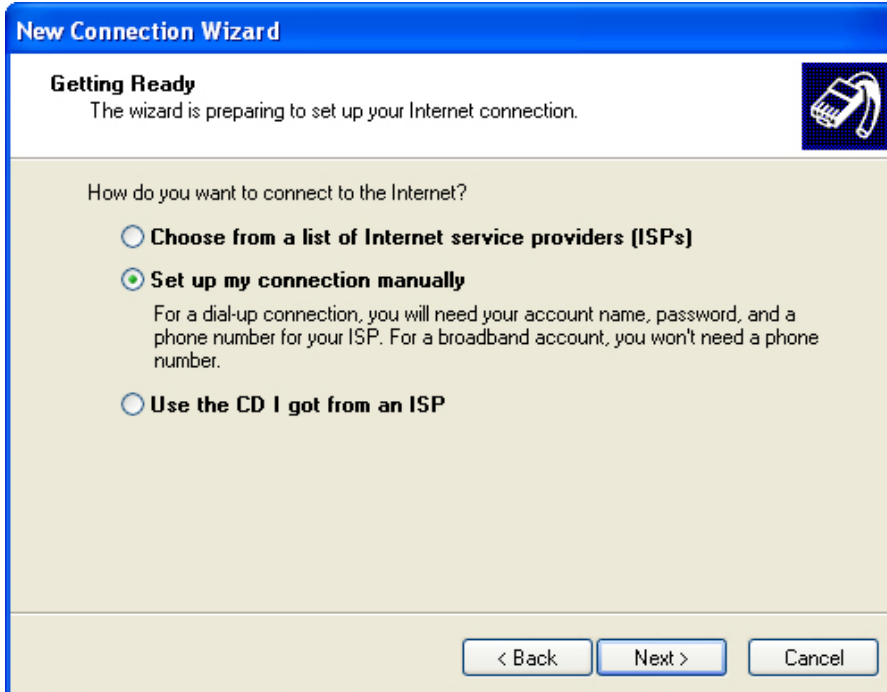 New Connection Wizard
Getting Ready
The wizard is preparing to set up your Internet connection.
How do you want to connect to the Internet?
Choose from a list of Internet service providers (ISPs)
Set up my connection manually
For a dial-up connection, you will need your account name, password, and a
phone number for your ISP. For a broadband account, you won't need a phone
number.
Use the CD I got from an ISP
< Back Next > Cancel